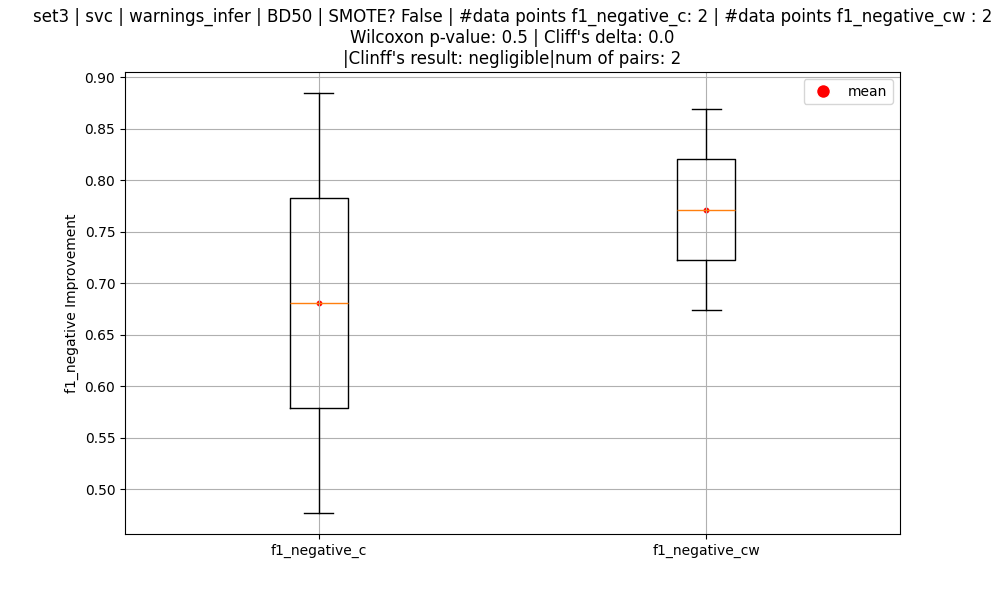 set3 | svc | warnings_infer | BD50 | SMOTE? False | #data points f1_negative_c: 2 | #data points f1_negative_cw : 2
Wilcoxon p-value: 0.5 | Cliff's delta: 0.0
|Clinff's result: negligible|num of pairs: 2
mean
f1_negative Improvement
0.90
0.85
0.80
0.75
0.70
0.65
0.60
0.55
0.50
f1_negative_c
f1_negative_cw